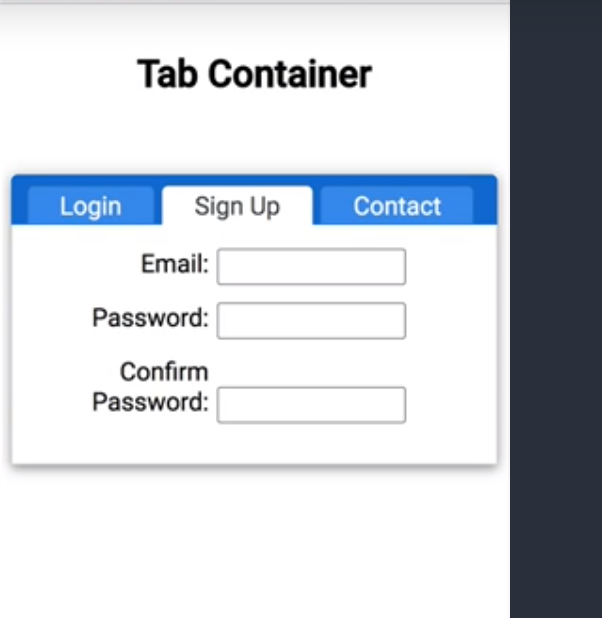 Tab Container
Login Sign Up Contact
Email:
Password:
Confirm
Password: